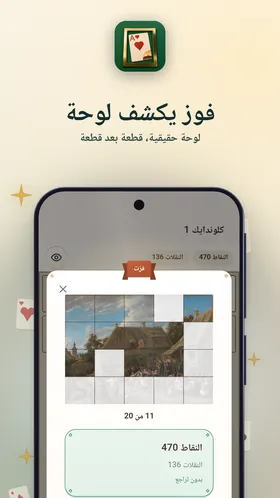 A
فوز يكشف لوحة
لوحة حقيقية، قطعة بعد قطعة
كلوندايك 1
النقاط 470
النقلات 136
فزت
11 من 20
النقاط 470
النقلات 136
بدون تراجع